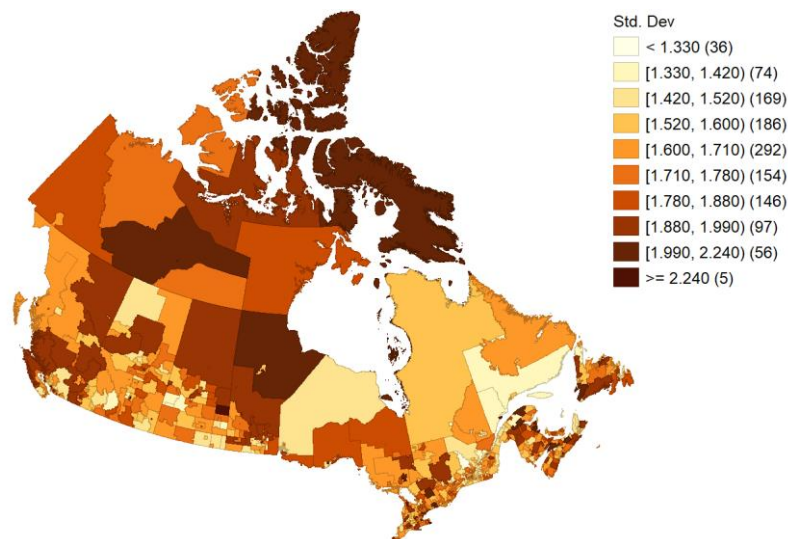 Std. Dev
< 1.330 (36)
[1.330, 1.420) (74)
[1.420, 1.520) (169)
[1.520, 1.600) (186)
[1.600, 1.710) (292)
[1.710, 1.780) (154)
[1.780, 1.880) (146)
[1.880, 1.990) (97)
[1.990, 2.240) (56)
>= 2.240 (5)